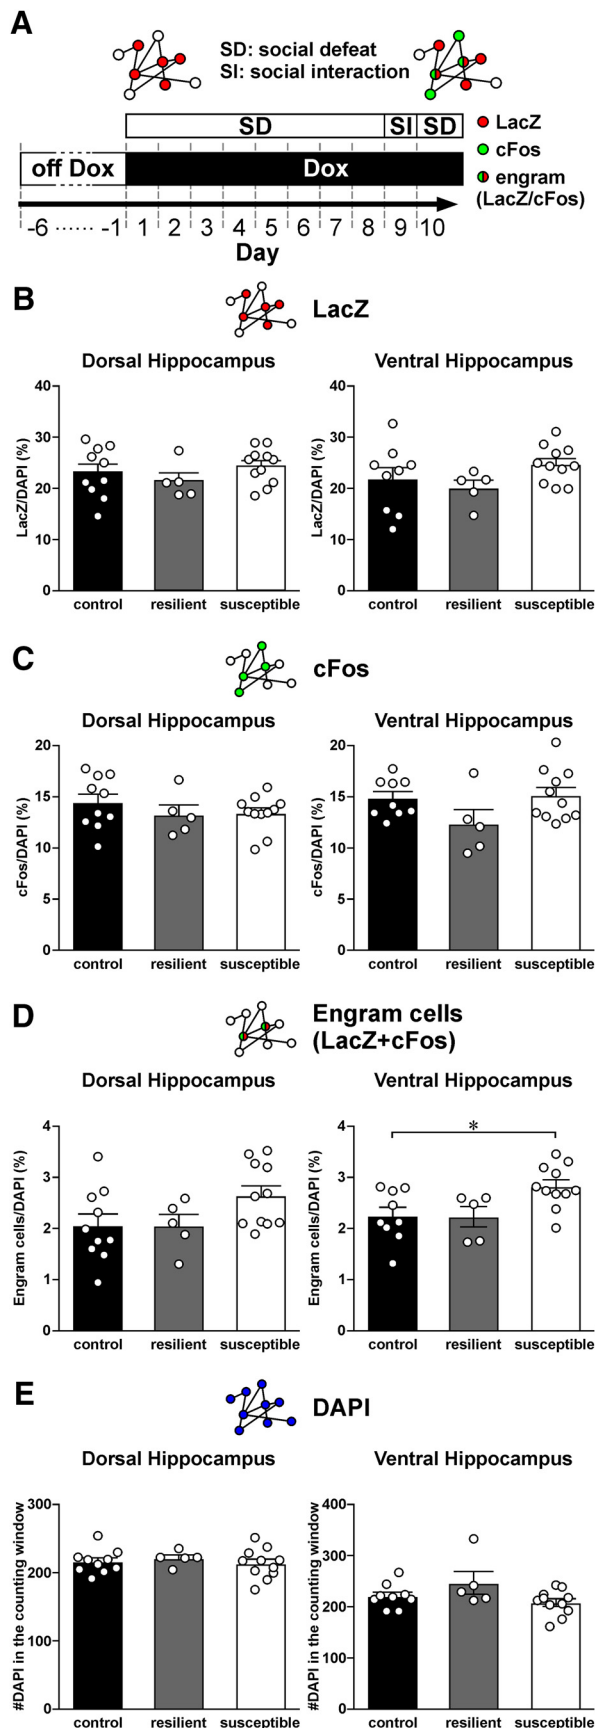 A
SD: social defeat
SI: social interaction
SD SI SD
LacZ
cFos
engram
(LacZ/cFos)
off Dox Dox
-6 ...... -1 1 2 3 4 5 6 7 8 9 10
Day
B LacZ
Dorsal Hippocampus Ventral Hippocampus
LacZ/DAPI (%)
40
30
20
10
0
control resilient susceptible
LacZ/DAPI (%)
40
30
20
10
0
control resilient susceptible
C cFos
Dorsal Hippocampus Ventral Hippocampus
cFos/DAPI (%)
20
15
10
5
0
control resilient susceptible
cFos/DAPI (%)
20
15
10
5
0
control resilient susceptible
D Engram cells
(LacZ+cFos)
Dorsal Hippocampus Ventral Hippocampus
Engram cells/DAPI (%)
4
3
2
1
0
control resilient susceptible
Engram cells/DAPI (%)
4
3
2
1
0
*
control resilient susceptible
E DAPI
Dorsal Hippocampus Ventral Hippocampus
#DAPI in the counting window
300
200
100
0
control resilient susceptible
#DAPI in the counting window
400
300
200
100
0
control resilient susceptible